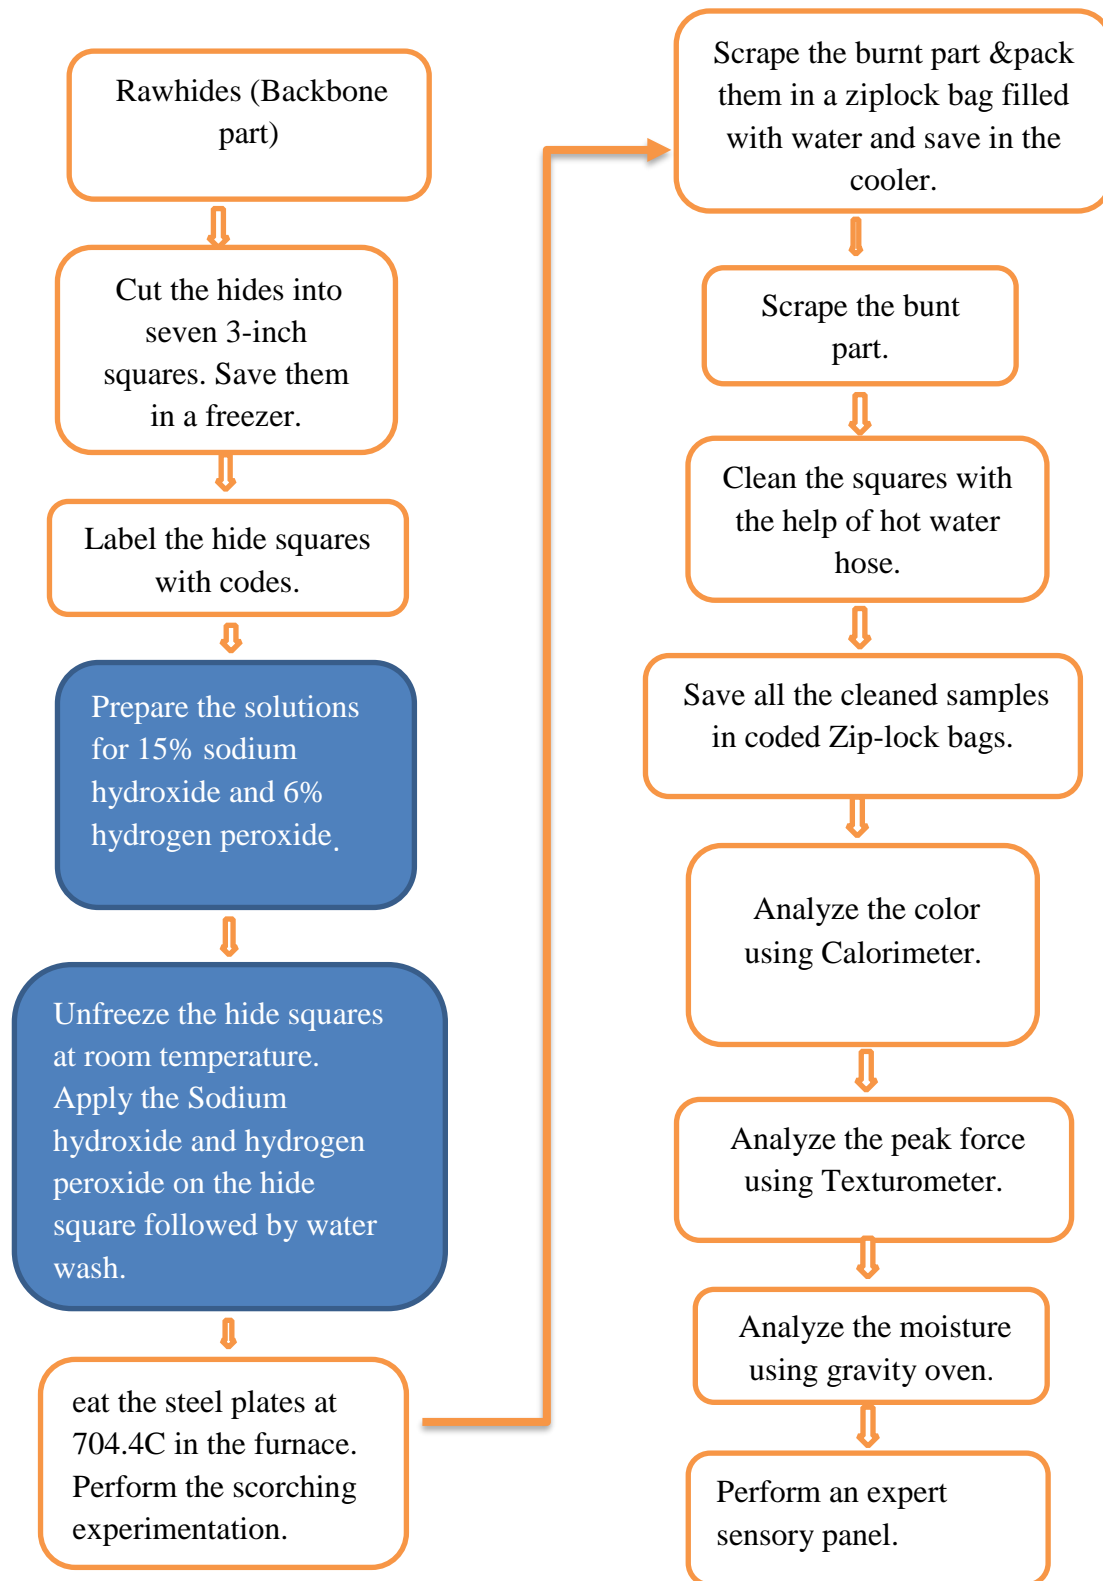 Rawhides (Backbone
part)
Cut the hides into
seven 3-inch
squares. Save them
in a freezer.
Label the hide squares
with codes.
Prepare the solutions
for 15% sodium
hydroxide and 6%
hydrogen peroxide.
Unfreeze the hide squares
at room temperature.
Apply the Sodium
hydroxide and hydrogen
peroxide on the hide
square followed by water
wash.
eat the steel plates at
704.4C in the furnace.
Perform the scorching
experimentation.
Scrape the burnt part &pack
them in a ziplock bag filled
with water and save in the
cooler.
Scrape the bunt
part.
Clean the squares with
the help of hot water
hose.
Save all the cleaned samples
in coded Zip-lock bags.
Analyze the color
using Calorimeter.
Analyze the peak force
using Texturometer.
Analyze the moisture
using gravity oven.
Perform an expert
sensory panel.